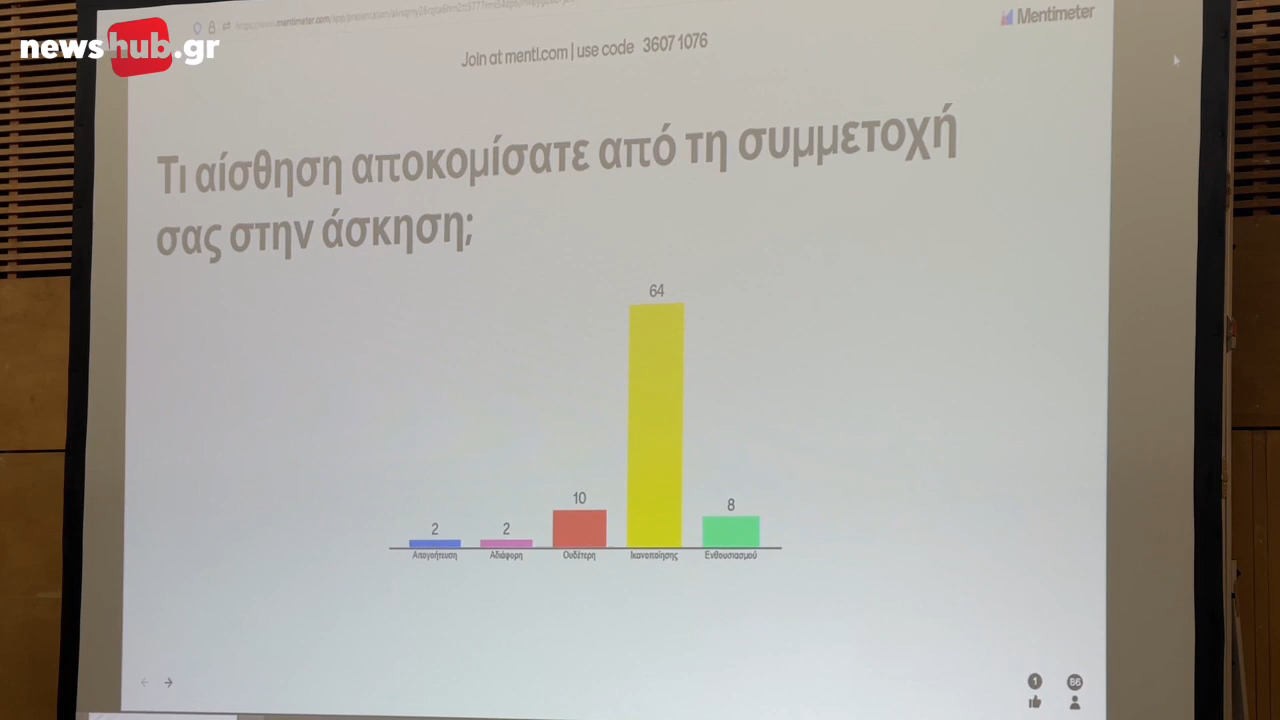 newshub.gr
Mentimeter
Join at menti.com | use code 3607 1076
Τι αίσθηση αποκομίσατε από τη συμμετοχή
σας στην άσκηση;
64
10
8
2
2
Απογοήτευση
Αδιάφορη
Ουδέτερη
Ικανοποίησης
Ενθουσιασμού
1
86